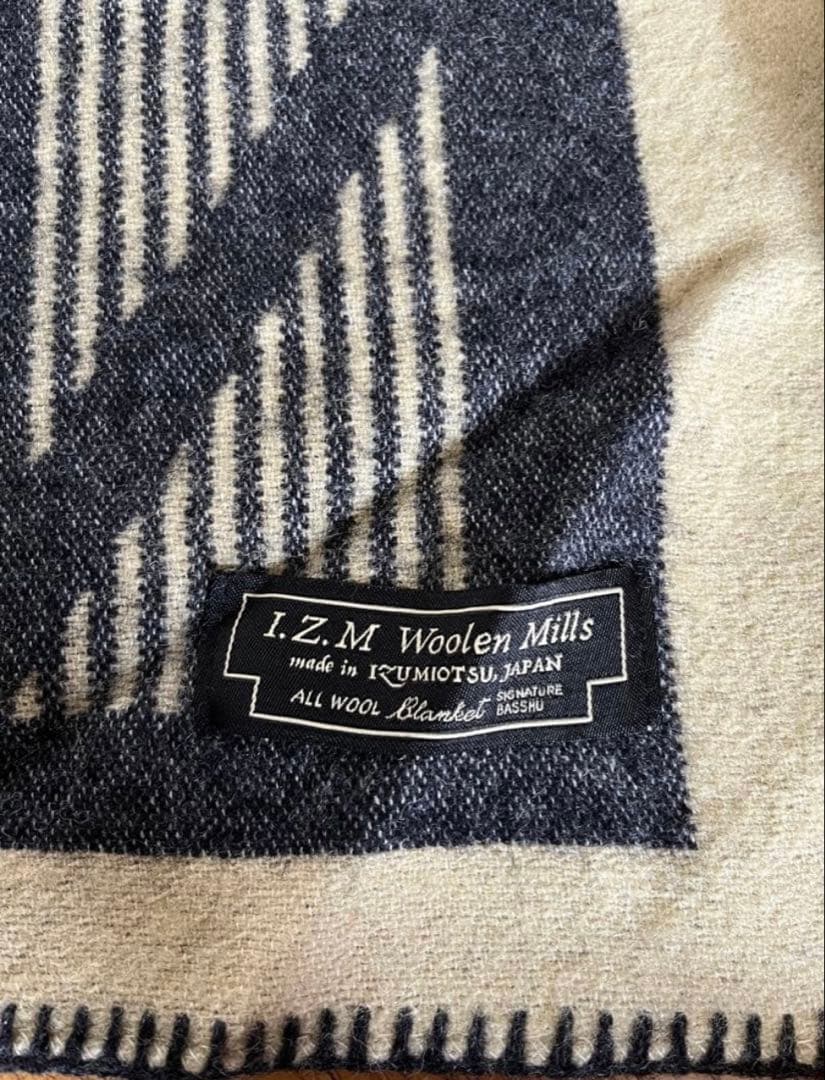 I.Z.M Woolen Mills
made in IZUMIOTSU, JAPAN
ALL WOOL Blanket SIGNATURE
BASSHU